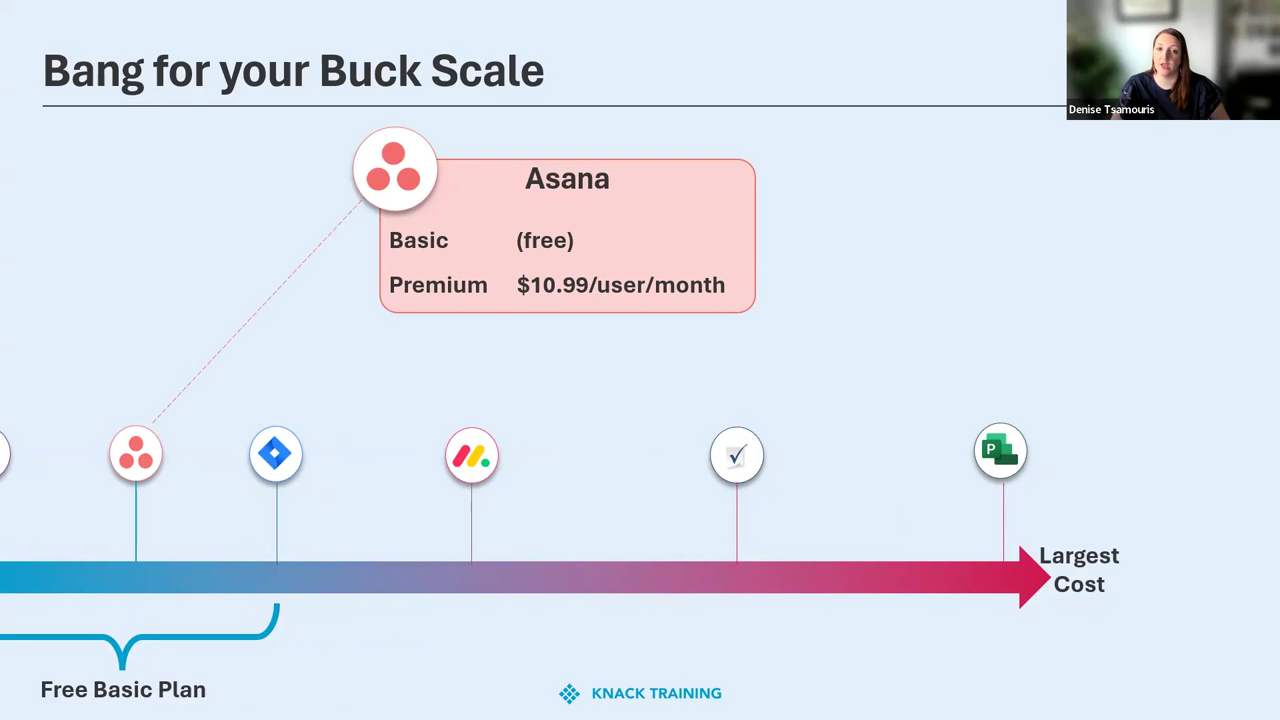 Bang for your Buck Scale
Denise Tsamouris
Asana
Basic (free)
Premium $10.99/user/month
P
Largest
Cost
Free Basic Plan
KNACK TRAINING